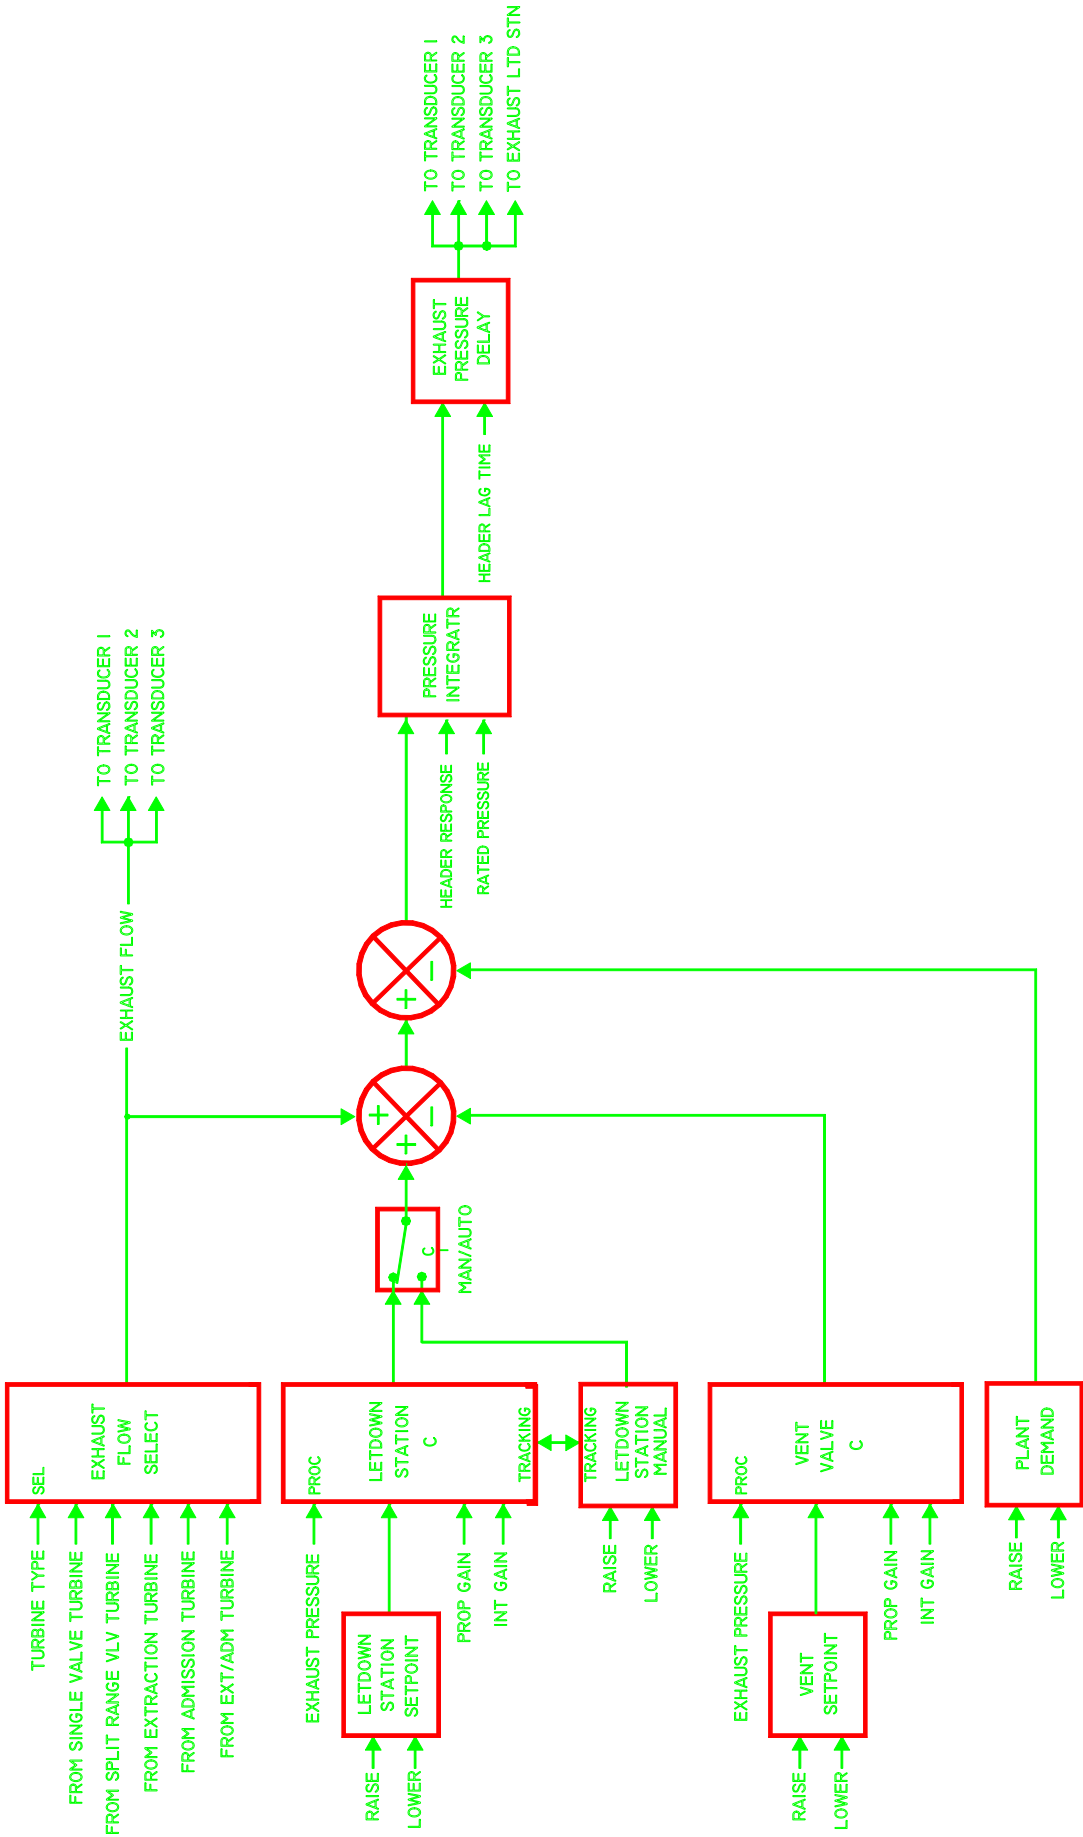 TURBINE TYPE
FROM SINGLE VALVE TURBINE
FROM SPLIT RANGE VLV TURBINE
FROM EXTRACTION TURBINE
FROM ADMISSION TURBINE
FROM EXT/ADM TURBINE
SEL
EXHAUST
FLOW
SELECT
EXHAUST FLOW
TO TRANSDUCER 1
TO TRANSDUCER 2
TO TRANSDUCER 3
RAISE
LOWER
LETDOWN
STATION
SETPOINT
EXHAUST PRESSURE
PROP GAIN
INT GAIN
PROC
LETDOWN
STATION
C
TRACKING
RAISE
LOWER
TRACKING
LETDOWN
STATION
MANUAL
C
MAN/AUTO
+
+
−
+
−
HEADER RESPONSE
RATED PRESSURE
PRESSURE
INTEGRATR
HEADER LAG TIME
EXHAUST
PRESSURE
DELAY
TO TRANSDUCER 1
TO TRANSDUCER 2
TO TRANSDUCER 3
TO EXHAUST LTD STN
RAISE
LOWER
VENT
SETPOINT
EXHAUST PRESSURE
PROP GAIN
INT GAIN
PROC
VENT
VALVE
C
RAISE
LOWER
PLANT
DEMAND